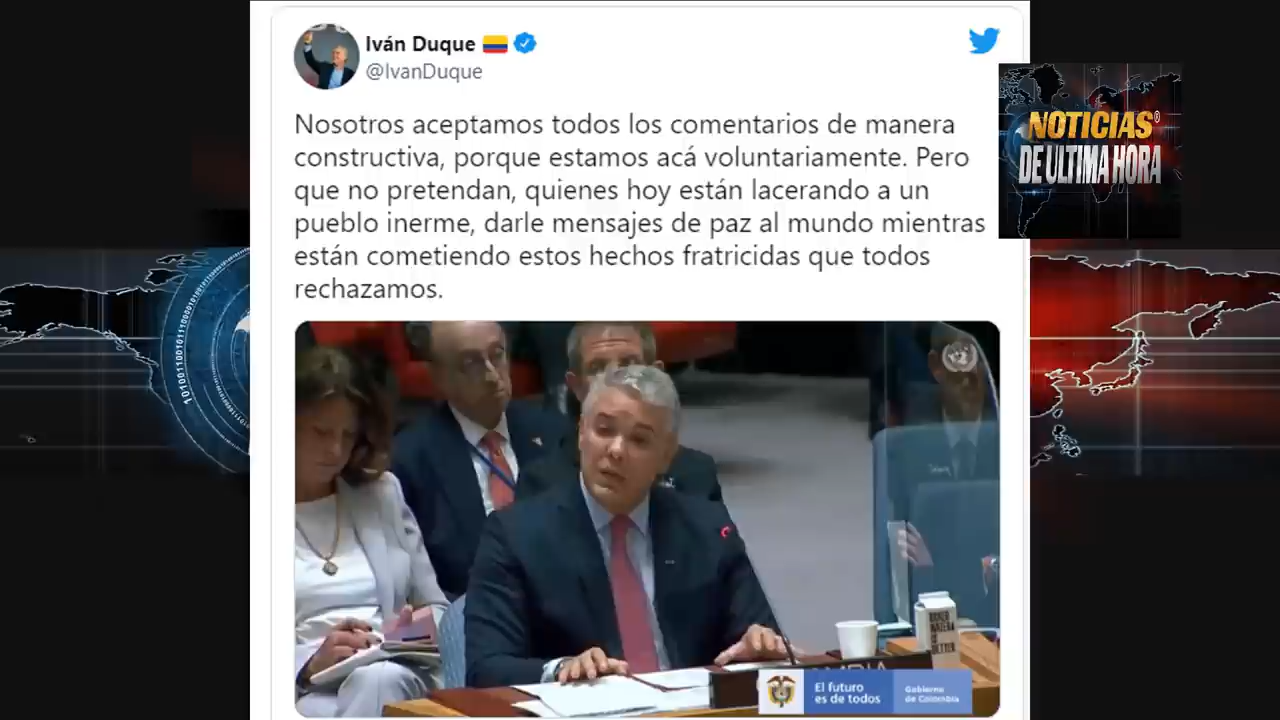 Iván Duque
@IvanDuque
Nosotros aceptamos todos los comentarios de manera
constructiva, porque estamos acá voluntariamente. Pero
que no pretendan, quienes hoy están lacerando a un
pueblo inerme, darle mensajes de paz al mundo mientras
están cometiendo estos hechos fratricidas que todos
rechazamos.
NOTICIAS
DE ULTIMA HORA
El futuro
es de todos
Gobierno
de Colombia